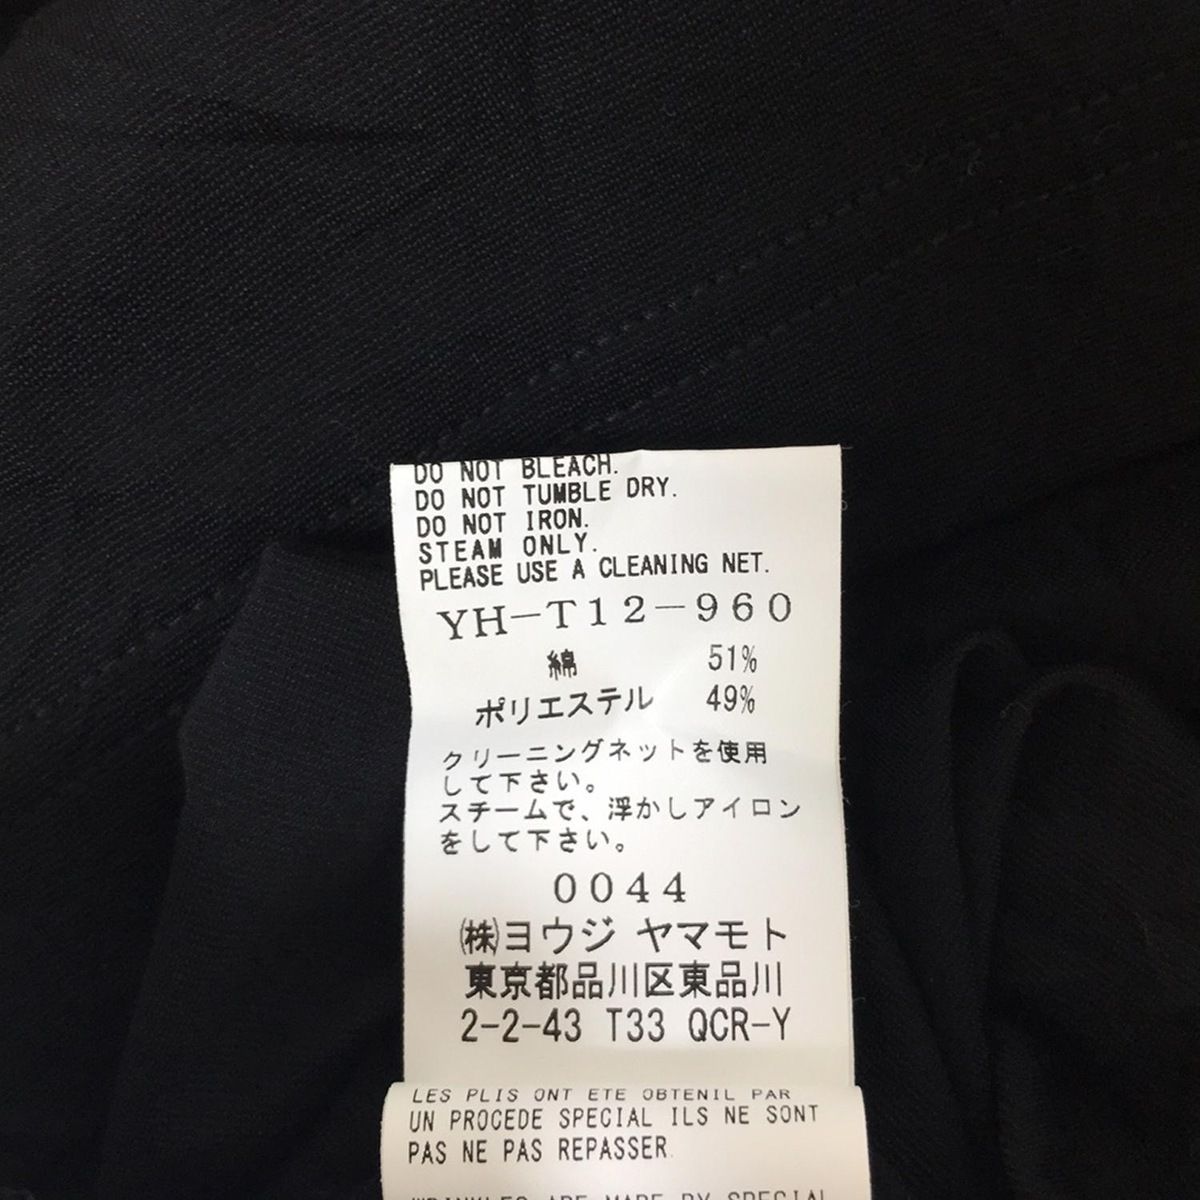 DO NOT BLEACH.
DO NOT TUMBLE DRY.
DO NOT IRON.
STEAM ONLY.
PLEASE USE A CLEANING NET.
YH-T12-960
綿 51%
ポリエステル 49%
クリーニングネットを使用
して下さい。
スチームで、浮かしアイロン
をして下さい。
0044
㈱ヨウジ ヤマモト
東京都品川区東品川
2-2-43 T33 QCR-Y
LES PLIS ONT ETE OBTENIL PAR
UN PROCEDE SPECIAL ILS NE SONT
PAS NE PAS REPASSER
WRINKLES ARE MADE BY SPECIAL